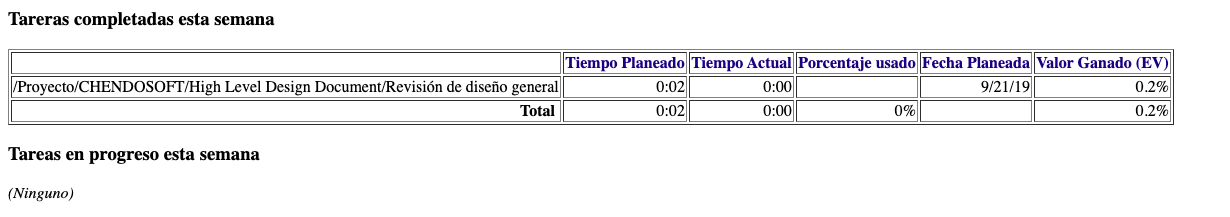 Tareras completadas esta semana
Tiempo Planeado Tiempo Actual Porcentaje usado Fecha Planeada Valor Ganado (EV)
/Proyecto/CHENDOSOFT/High Level Design Document/Revisión de diseño general 0:02 0:00 9/21/19 0.2%
Total 0:02 0:00 0% 0.2%
Tareas en progreso esta semana
(Ninguno)